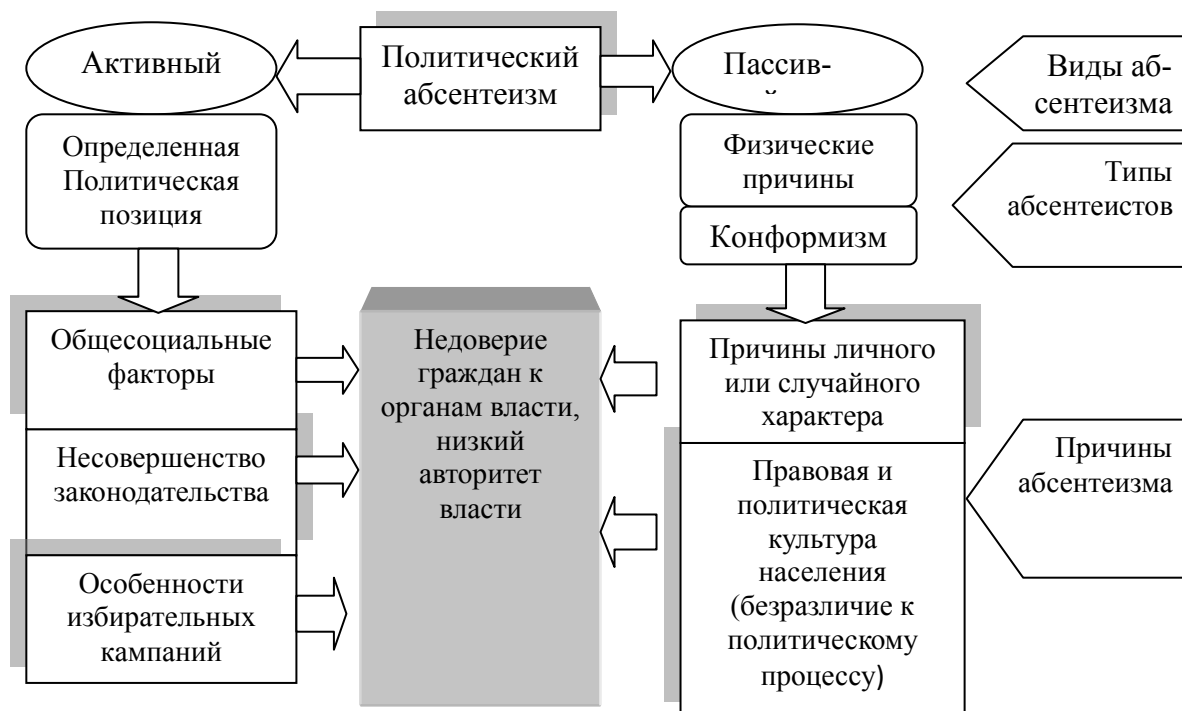 Активный
Политический
абсентеизм
Пассив-
Виды аб-
сентеизма
Определенная
Политическая
позиция
Физические
причины
Конформизм
Типы
абсентеистов
Общесоциальные
факторы
Несовершенство
законодательства
Особенности
избирательных
кампаний
Недоверие
граждан к
органам власти,
низкий
авторитет
власти
Причины личного
или случайного
характера
Правовая и
политическая
культура
населения
(безразличие к
политическому
процессу)
Причины
абсентеизма